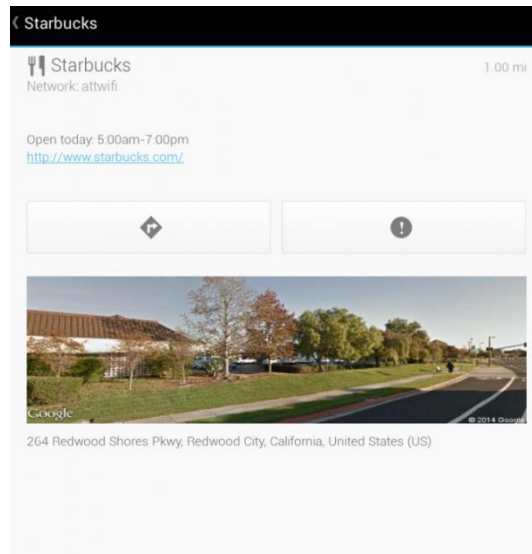 Starbucks
Starbucks
1.00 mi
Network: attwifi
Open today: 5:00am-7:00pm
http://www.starbucks.com/
Google
© 2014 Google
264 Redwood Shores Pkwy, Redwood City, California, United States (US)